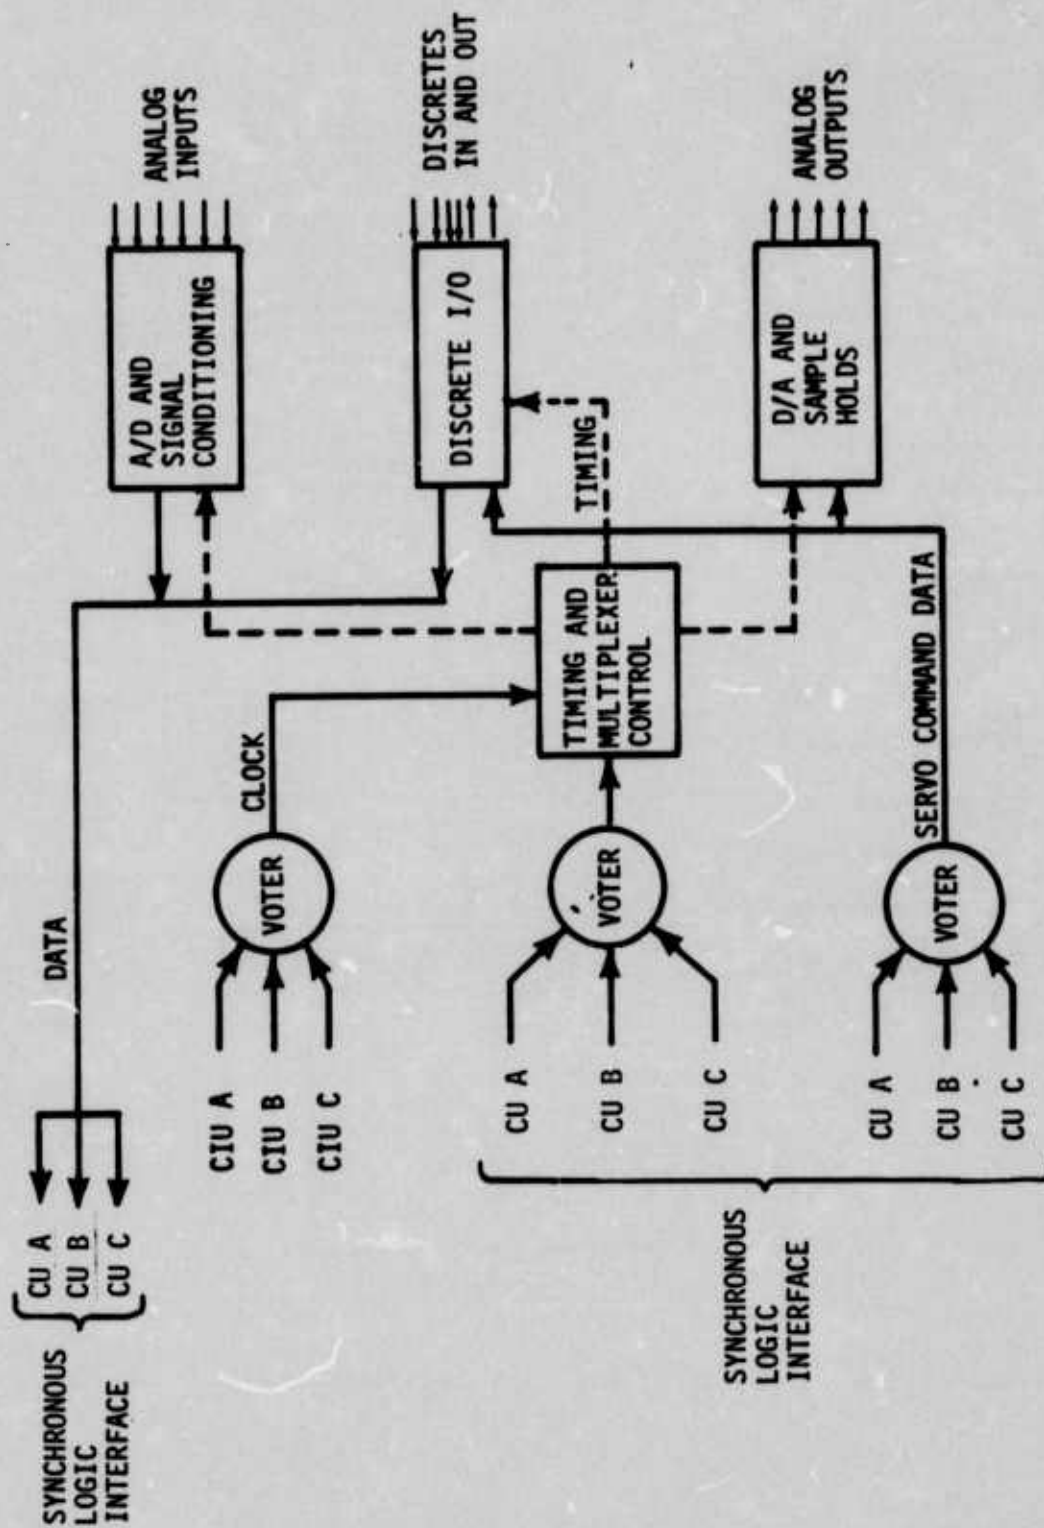 SYNCHRONOUS
LOGIC
INTERFACE
CU A
CU B
CU C
DATA
A/D AND
SIGNAL
CONDITIONING
ANALOG
INPUTS
CIU A
CIU B
CIU C
VOTER
CLOCK
DISCRETE I/O
DISCRETES
IN AND OUT
SYNCHRONOUS
LOGIC
INTERFACE
CU A
CU B
CU C
VOTER
TIMING AND
MULTIPLEXER
CONTROL
TIMING
CU A
CU B
CU C
VOTER
SERVO COMMAND DATA
D/A AND
SAMPLE
HOLDS
ANALOG
OUTPUTS